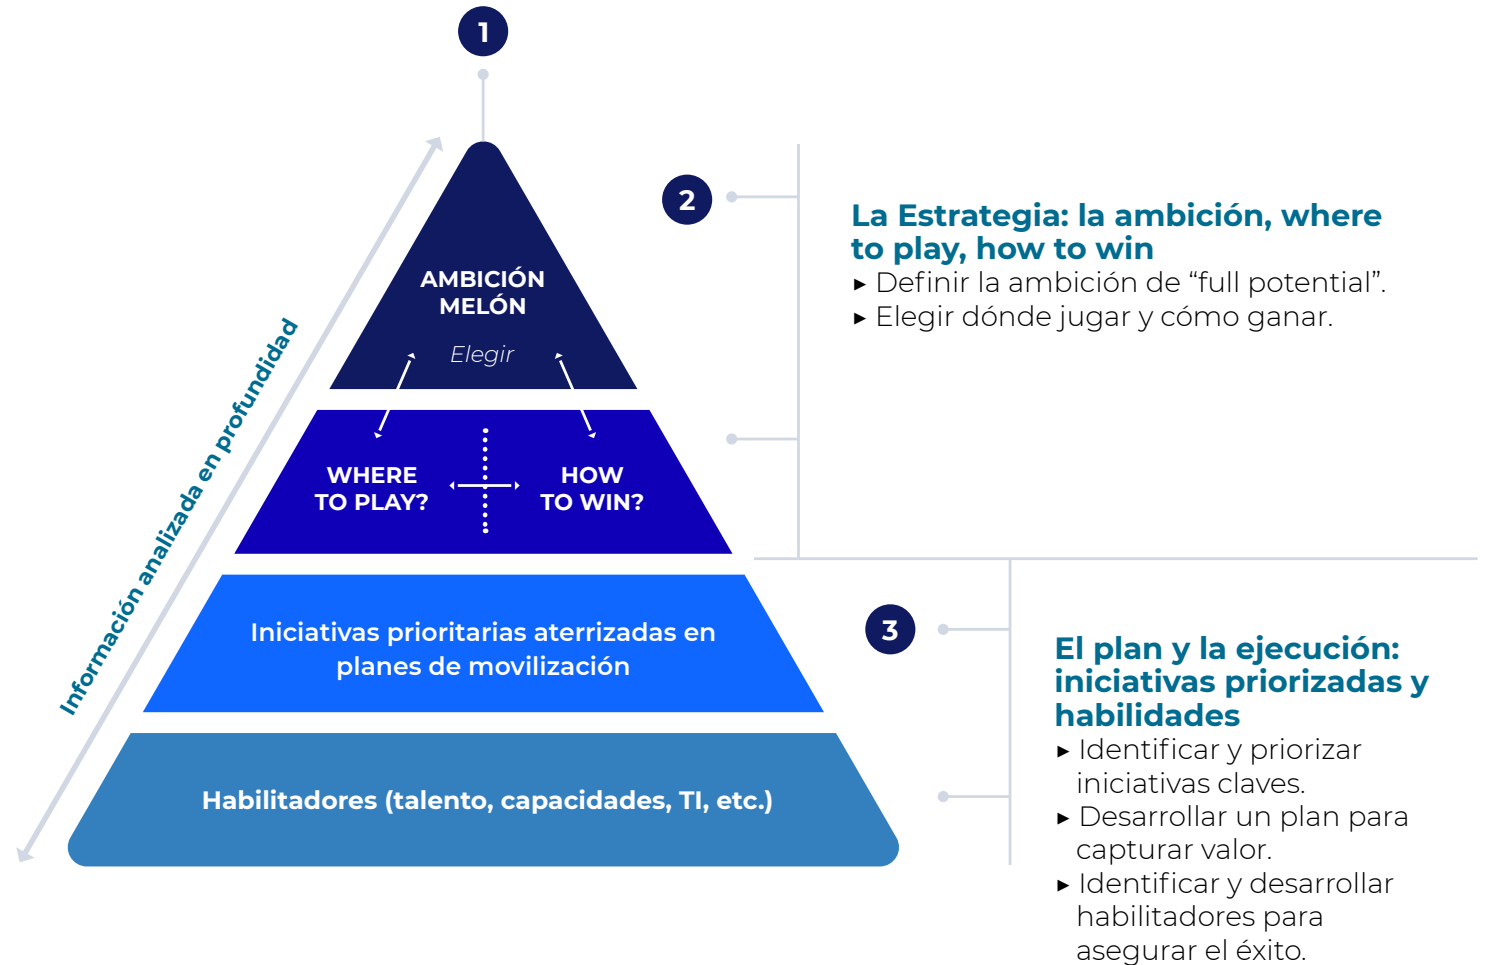 1
2
La Estrategia: la ambición, where
to play, how to win
▸ Definir la ambición de “full potential”.
▸ Elegir dónde jugar y cómo ganar.
AMBICIÓN
MELÓN
Elegir
Información analizada en profundidad
WHERE
TO PLAY?
HOW
TO WIN?
Iniciativas prioritarias aterrizadas en
planes de movilización
Habilitadores (talento, capacidades, TI, etc.)
3
El plan y la ejecución:
iniciativas priorizadas y
habilidades
▸ Identificar y priorizar
iniciativas claves.
▸ Desarrollar un plan para
capturar valor.
▸ Identificar y desarrollar
habilitadores para
asegurar el éxito.